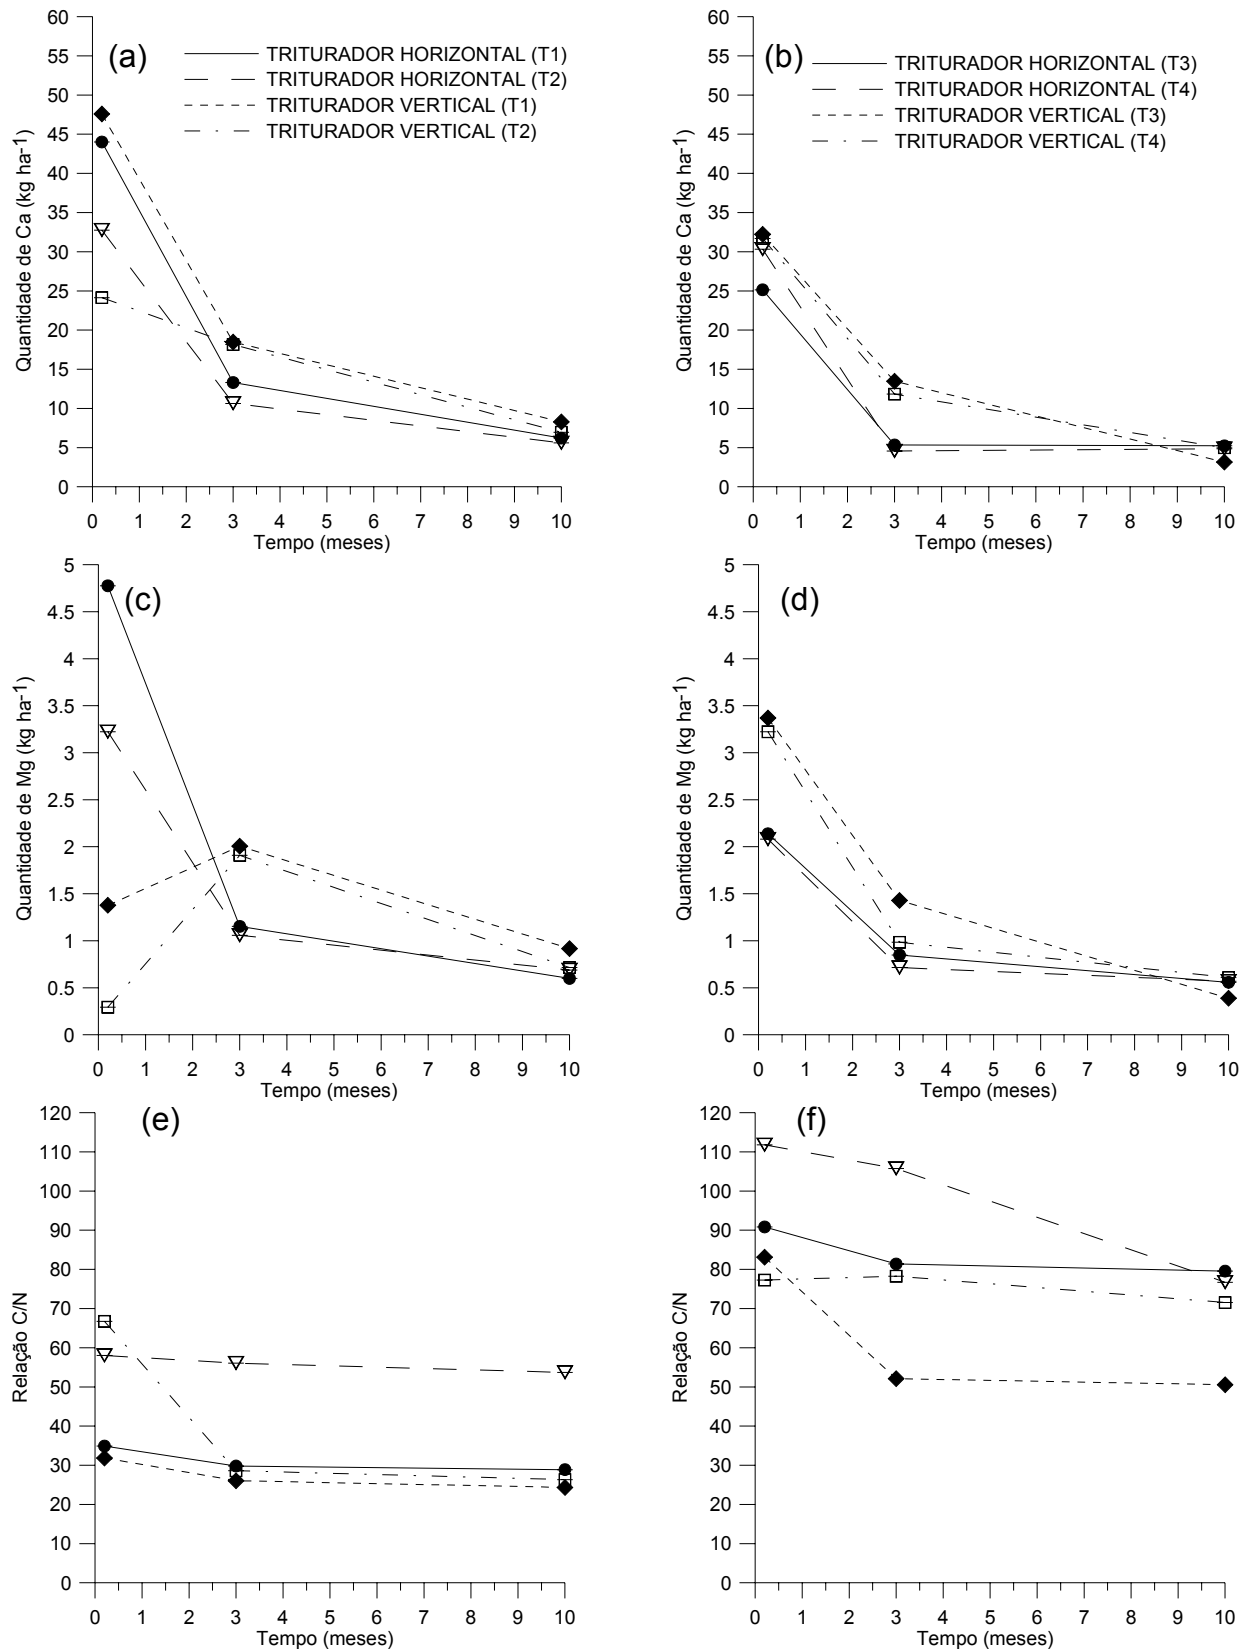 (a)
TRITURADOR HORIZONTAL (T1)
TRITURADOR HORIZONTAL (T2)
TRITURADOR VERTICAL (T1)
TRITURADOR VERTICAL (T2)
Quantidade de Ca (kg ha-1)
60
55
50
45
40
35
30
25
20
15
10
5
0
0 1 2 3 4 5 6 7 8 9 10
Tempo (meses)
(b)
TRITURADOR HORIZONTAL (T3)
TRITURADOR HORIZONTAL (T4)
TRITURADOR VERTICAL (T3)
TRITURADOR VERTICAL (T4)
Quantidade de Ca (kg ha-1)
60
55
50
45
40
35
30
25
20
15
10
5
0
0 1 2 3 4 5 6 7 8 9 10
Tempo (meses)
(c)
Quantidade de Mg (kg ha-1)
5
4.5
4
3.5
3
2.5
2
1.5
1
0.5
0
0 1 2 3 4 5 6 7 8 9 10
Tempo (meses)
(d)
Quantidade de Mg (kg ha-1)
5
4.5
4
3.5
3
2.5
2
1.5
1
0.5
0
0 1 2 3 4 5 6 7 8 9 10
Tempo (meses)
(e)
Relação C/N
120
110
100
90
80
70
60
50
40
30
20
10
0
0 1 2 3 4 5 6 7 8 9 10
Tempo (meses)
(f)
Relação C/N
120
110
100
90
80
70
60
50
40
30
20
10
0
0 1 2 3 4 5 6 7 8 9 10
Tempo (meses)